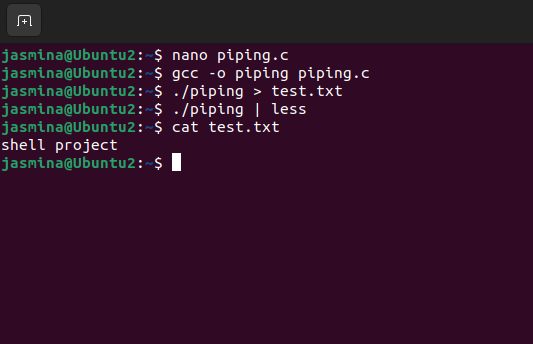 jasmina@Ubuntu2:~$ nano piping.c
jasmina@Ubuntu2:~$ gcc -o piping piping.c
jasmina@Ubuntu2:~$ ./piping > test.txt
jasmina@Ubuntu2:~$ ./piping | less
jasmina@Ubuntu2:~$ cat test.txt
shell project
jasmina@Ubuntu2:~$